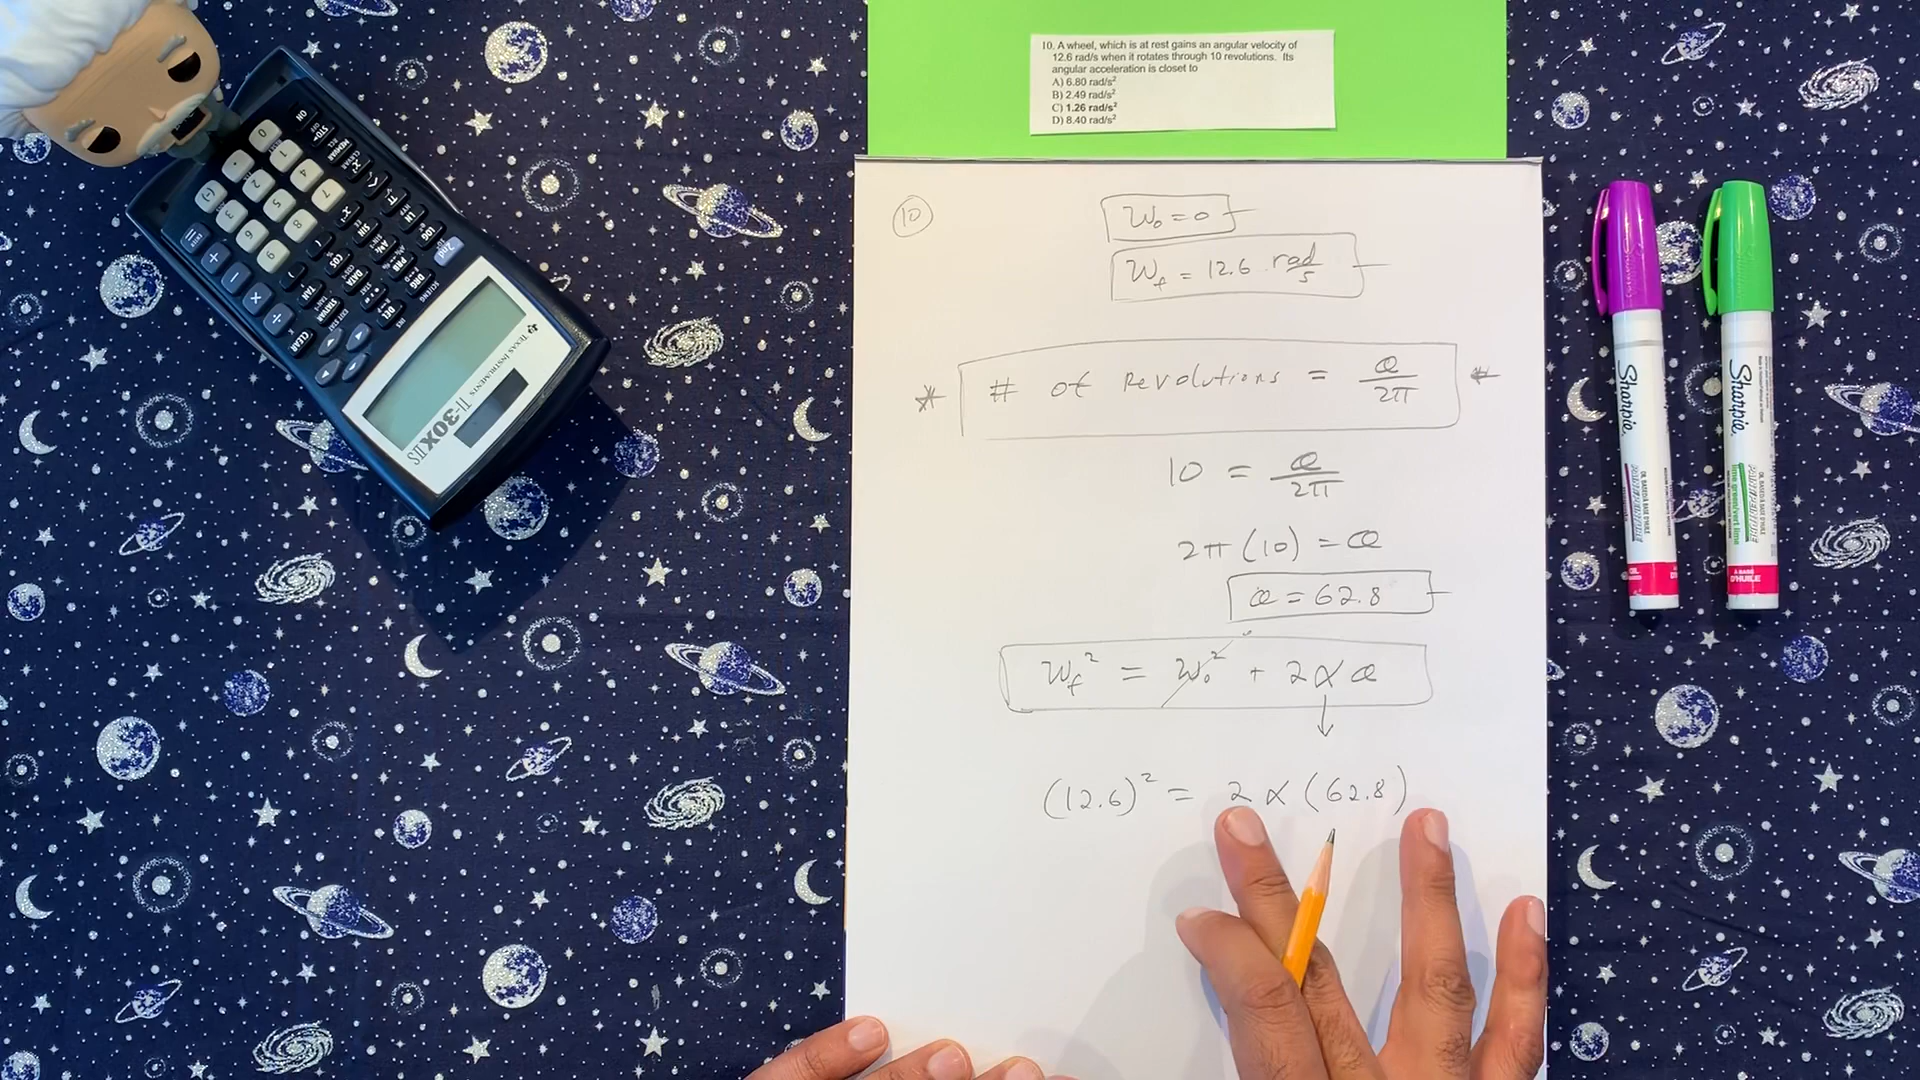 10. A wheel, which is at rest gains an angular velocity of
12.6 rad/s when it rotates through 10 revolutions. Its
angular acceleration is closet to
A) 6.80 rad/s²
B) 2.49 rad/s²
C) 1.26 rad/s²
D) 8.40 rad/s²
10
ω₀ = 0
ω_f = 12.6 rad/s
* # of Revolutions = θ/2π *
10 = θ/2π
2π(10) = θ
θ = 62.8
ω_f² = ω₀² + 2αθ
(12.6)² = 2α(62.8)
TEXAS INSTRUMENTS
TI-30X IIS
Sharpie
Sharpie